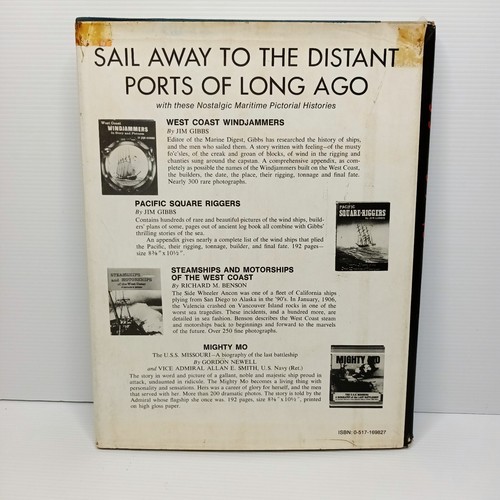 SAIL AWAY TO THE DISTANT
PORTS OF LONG AGO
with these Nostalgic Maritime Pictorial Histories
West Coast
WINDJAMMERS
WEST COAST WINDJAMMERS
By JIM GIBBS
Editor of the Marine Digest, Gibbs has researched the history of ships,
and the men who sailed them. A story written with feeling—of the musty
fo'c'sles, of the creak and groan of blocks, of wind in the rigging and
chanties sung around the capstan. A comprehensive appendix, as com-
pletely as possible the names of the Windjammers built on the West Coast,
the builders, the date, the place, their rigging, tonnage and final fate.
Nearly 300 rare photographs.
PACIFIC SQUARE RIGGERS
By JIM GIBBS
Contains hundreds of rare and beautiful pictures of the wind ships, build-
ers' plans of some, pages out of ancient log book all combine with Gibbs'
thrilling stories of the sea.
An appendix gives nearly a complete list of the wind ships that plied
the Pacific, their rigging, tonnage, builder, and final fate. 192 pages—
size 8⅜" x 10½"
PACIFIC
SQUARE-RIGGERS
STEAMSHIPS AND MOTORSHIPS
OF THE WEST COAST
By RICHARD M. BENSON
The Side Wheeler Ancon was one of a fleet of California ships
plying from San Diego to Alaska in the '90's. In January, 1906,
the Valencia crashed on Vancouver Island rocks in one of the
worst sea tragedies. These incidents, and a hundred more, are
detailed in sea fashion. Benson describes the West Coast steam
and motorships back to beginnings and forward to the marvels
of the future. Over 250 fine photographs.
MIGHTY MO
The U.S.S. MISSOURI—A biography of the last battleship
By GORDON NEWELL
and VICE ADMIRAL ALLAN E. SMITH, U.S. Navy (Ret.)
The story in word and picture of a gallant, noble and majestic ship proud in
attack, unslanted in ridicule. The Mighty Mo becomes a living thing with
personality and sensations. Hers was a career of glory for herself, and the men
that served with her. More than 200 dramatic photos. The story is told by the
Admiral whose flagship she once was. 192 pages, size 8⅜" x 10½", printed
on high gloss paper.
MIGHTY MO
ISBN: 0-517-169827